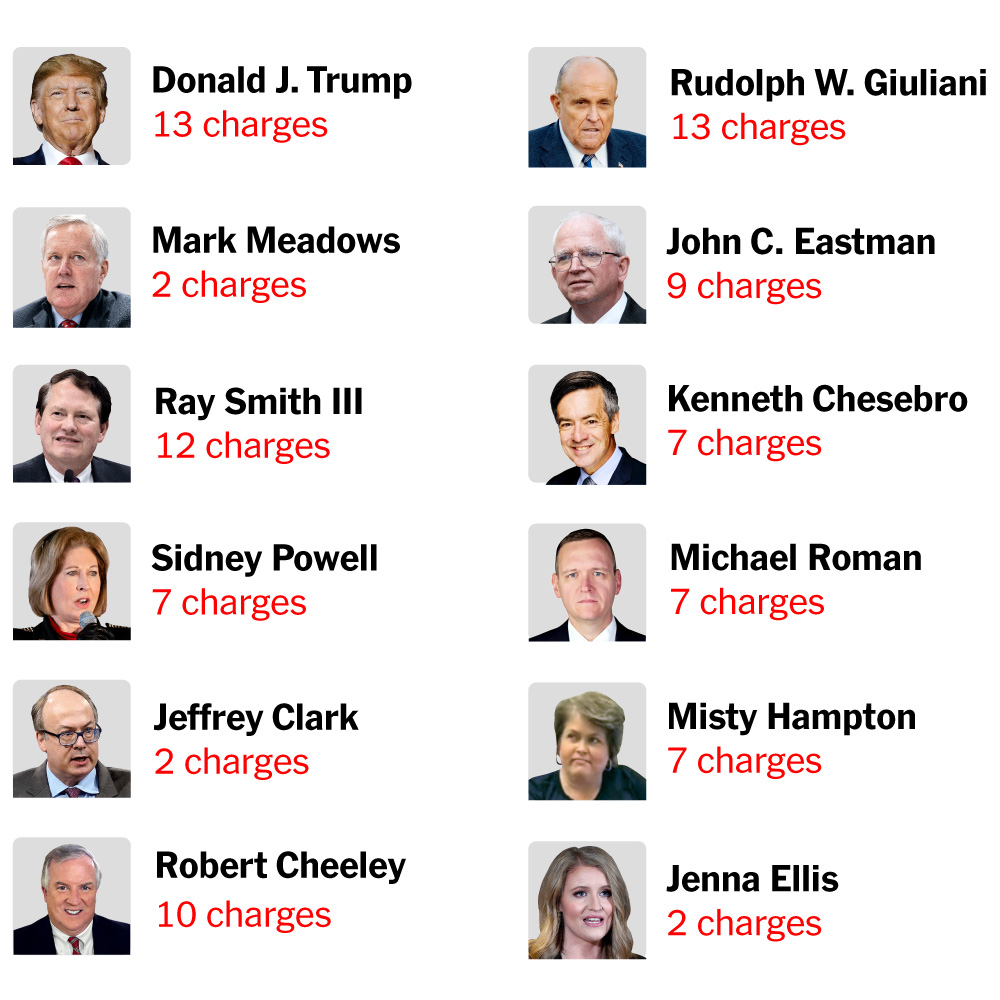 Donald J. Trump
13 charges
Rudolph W. Giuliani
13 charges
Mark Meadows
2 charges
John C. Eastman
9 charges
Ray Smith III
12 charges
Kenneth Chesebro
7 charges
Sidney Powell
7 charges
Michael Roman
7 charges
Jeffrey Clark
2 charges
Misty Hampton
7 charges
Robert Cheeley
10 charges
Jenna Ellis
2 charges